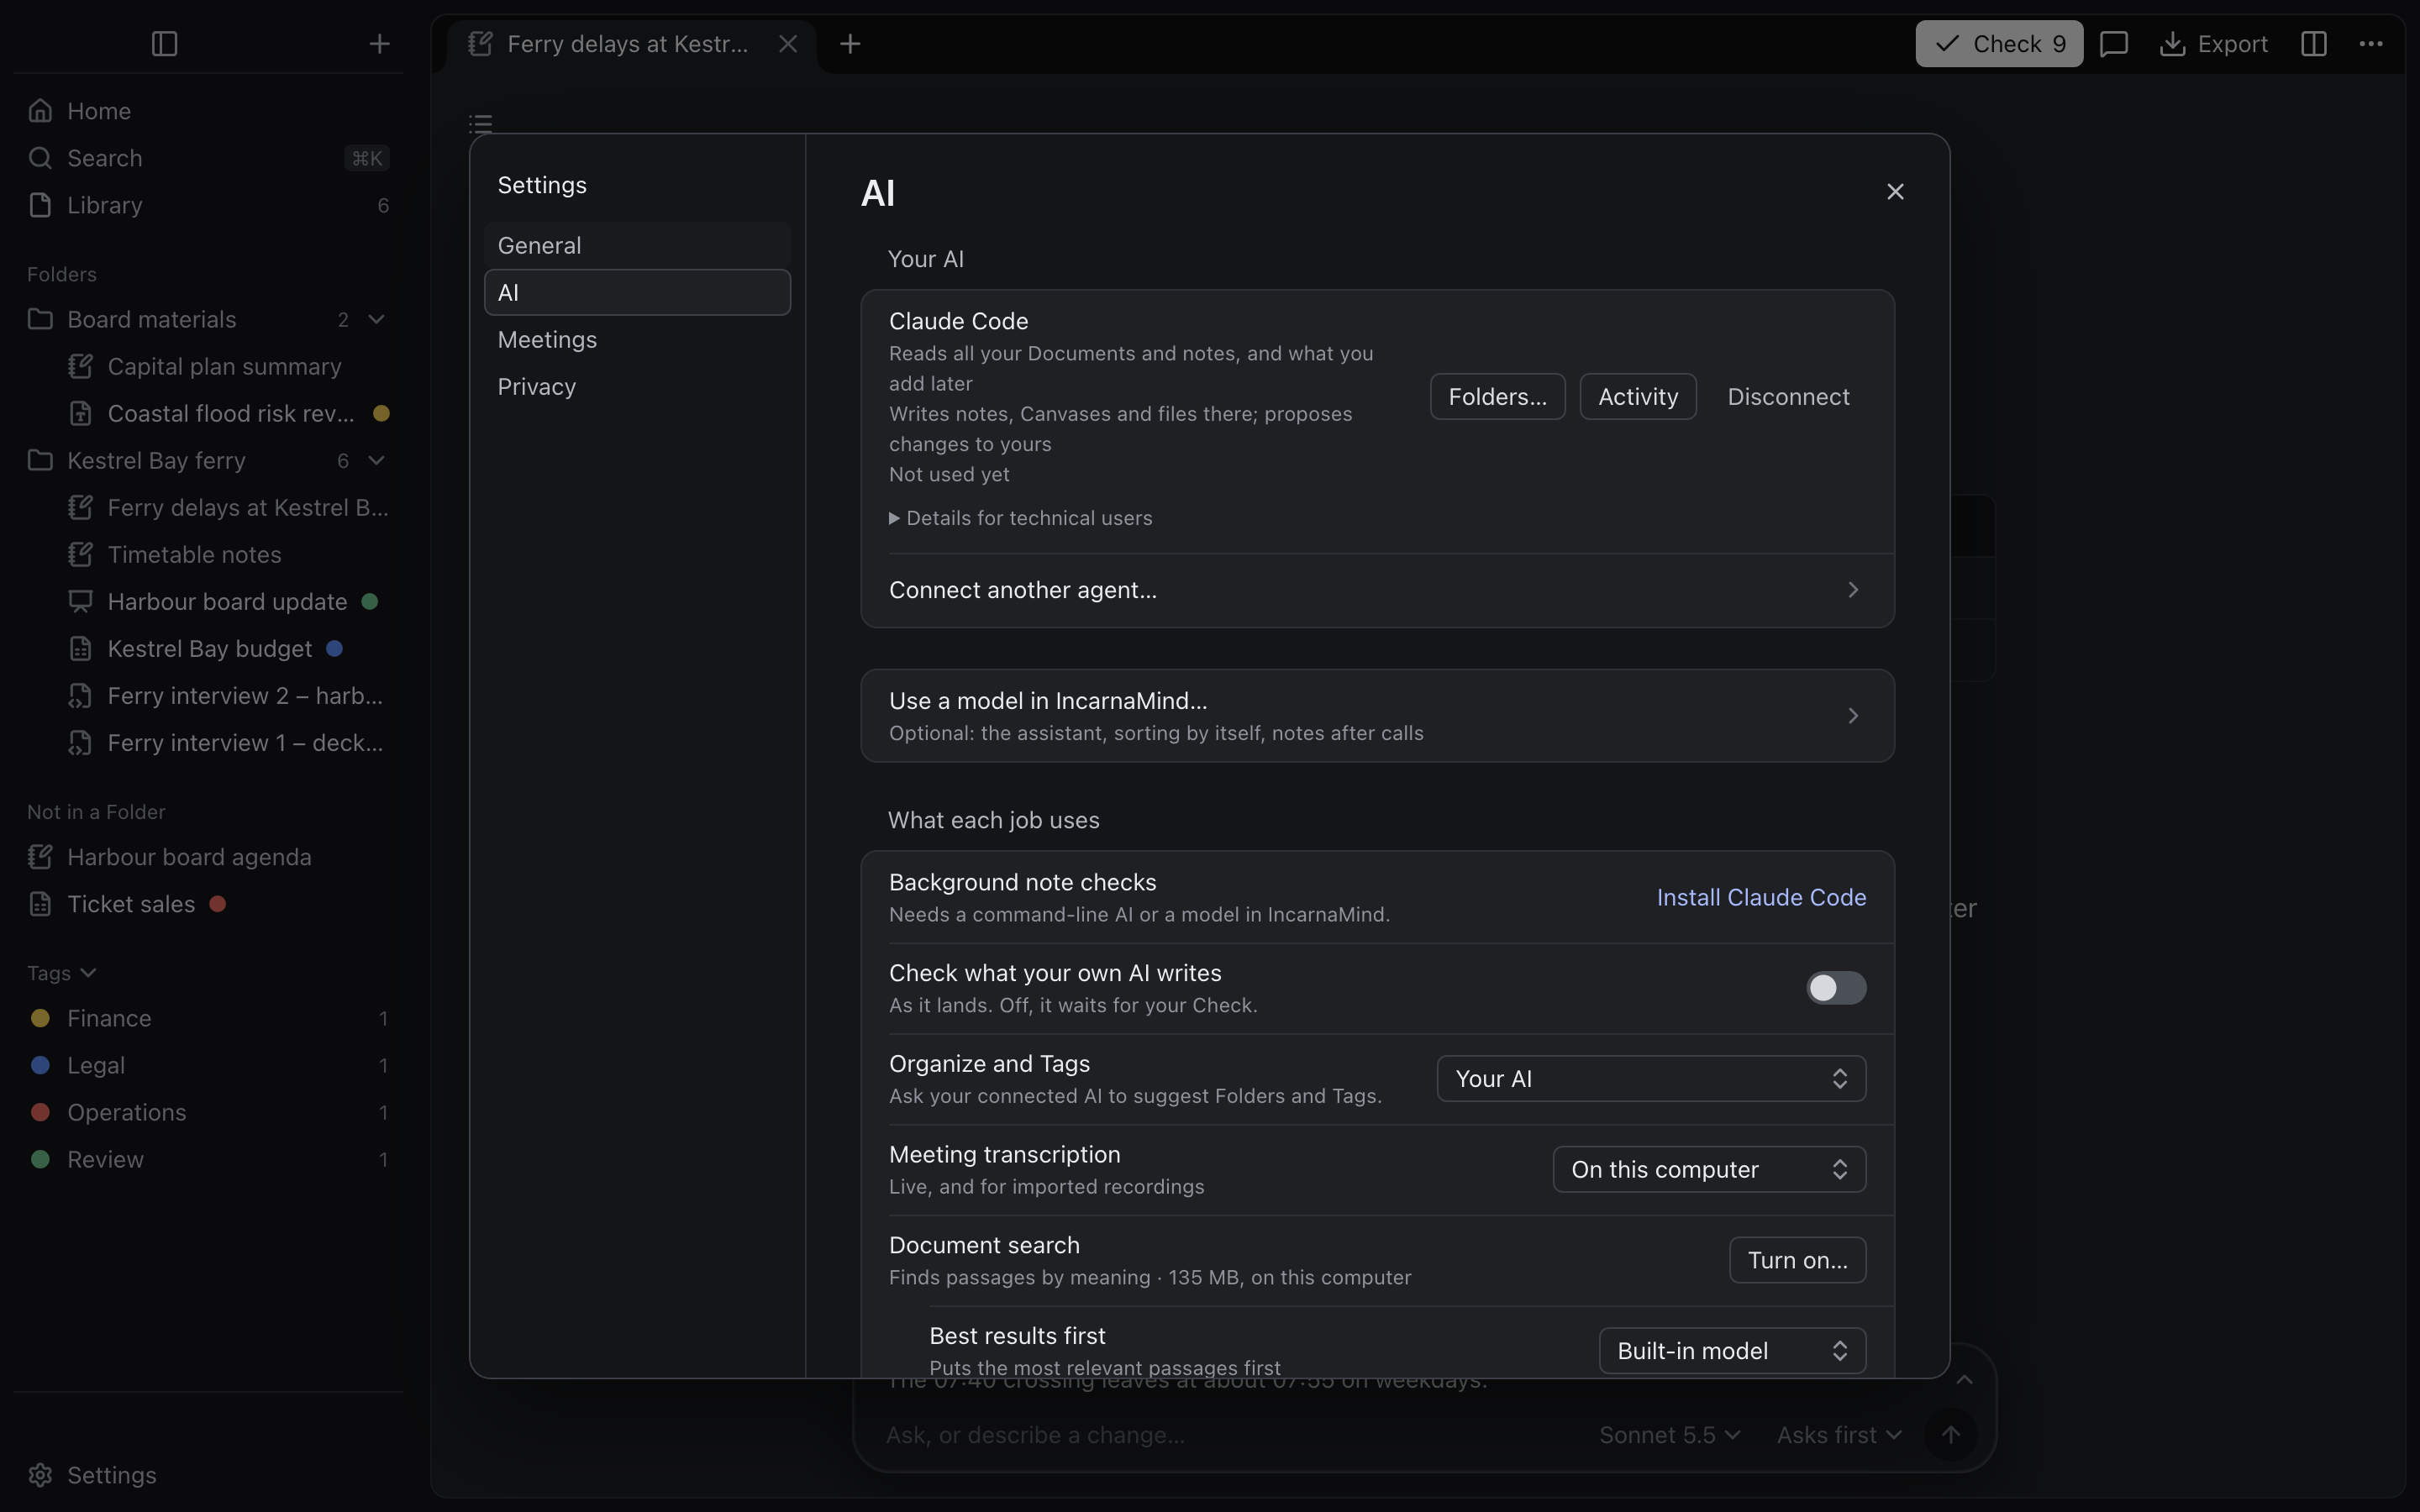 Ferry delays at Kestr...
Check 9
Export
Home
Search
⌘K
Library
6
Folders
Board materials
2
Capital plan summary
Coastal flood risk rev...
Kestrel Bay ferry
6
Ferry delays at Kestrel B...
Timetable notes
Harbour board update
Kestrel Bay budget
Ferry interview 2 – harb...
Ferry interview 1 – deck...
Not in a Folder
Harbour board agenda
Ticket sales
Tags
Finance
1
Legal
1
Operations
1
Review
1
Settings
Settings
General
AI
Meetings
Privacy
AI
Your AI
Claude Code
Reads all your Documents and notes, and what you
add later
Writes notes, Canvases and files there; proposes
changes to yours
Not used yet
Folders...
Activity
Disconnect
Details for technical users
Connect another agent...
Use a model in IncarnaMind...
Optional: the assistant, sorting by itself, notes after calls
What each job uses
Background note checks
Needs a command-line AI or a model in IncarnaMind.
Install Claude Code
Check what your own AI writes
As it lands. Off, it waits for your Check.
Organize and Tags
Ask your connected AI to suggest Folders and Tags.
Your AI
Meeting transcription
Live, and for imported recordings
On this computer
Document search
Finds passages by meaning · 135 MB, on this computer
Turn on...
Best results first
Puts the most relevant passages first
Built-in model
The 07:40 crossing leaves at about 07:55 on weekdays.
Ask, or describe a change...
Sonnet 5.5
Asks first